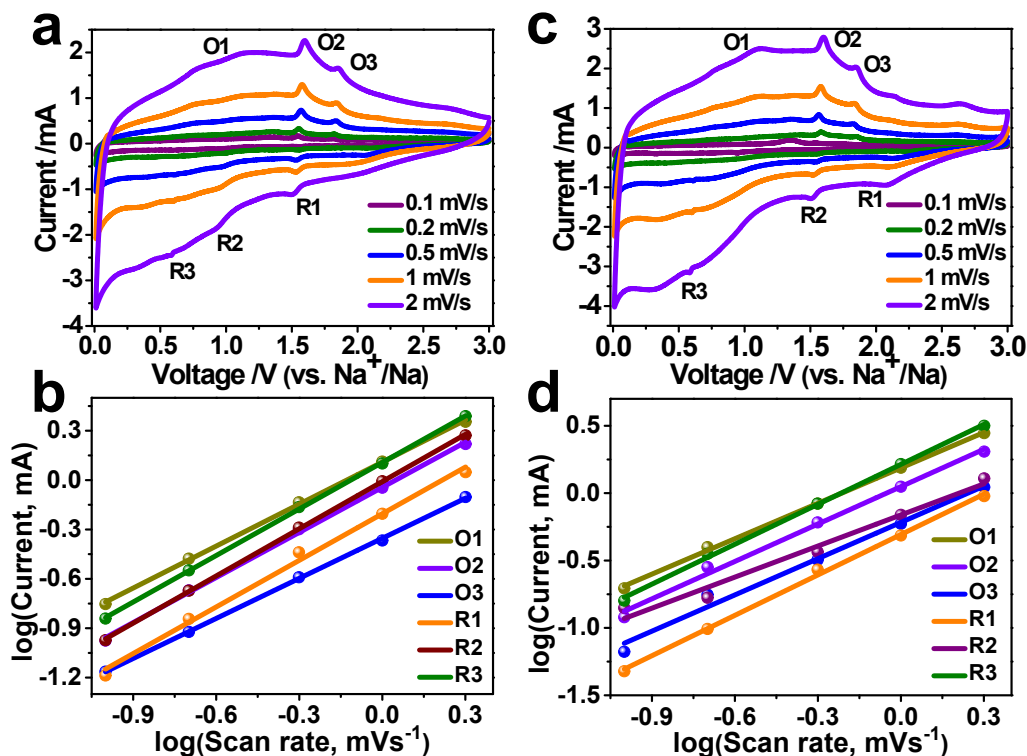 a
O1
O2
O3
R1
R2
R3
2
1
0
-1
-2
-3
-4
Current /mA
0.1 mV/s
0.2 mV/s
0.5 mV/s
1 mV/s
2 mV/s
0.0 0.5 1.0 1.5 2.0 2.5 3.0
Voltage /V (vs. Na⁺/Na)
c
O1
O2
O3
R1
R2
R3
3
2
1
0
-1
-2
-3
-4
Current /mA
0.1 mV/s
0.2 mV/s
0.5 mV/s
1 mV/s
2 mV/s
0.0 0.5 1.0 1.5 2.0 2.5 3.0
Voltage /V (vs. Na⁺/Na)
b
0.3
0.0
-0.3
-0.6
-0.9
-1.2
log(Current, mA)
O1
O2
O3
R1
R2
R3
-0.9 -0.6 -0.3 0.0 0.3
log(Scan rate, mVs⁻¹)
d
0.5
0.0
-0.5
-1.0
-1.5
log(Current, mA)
O1
O2
O3
R1
R2
R3
-0.9 -0.6 -0.3 0.0 0.3
log(Scan rate, mVs⁻¹)